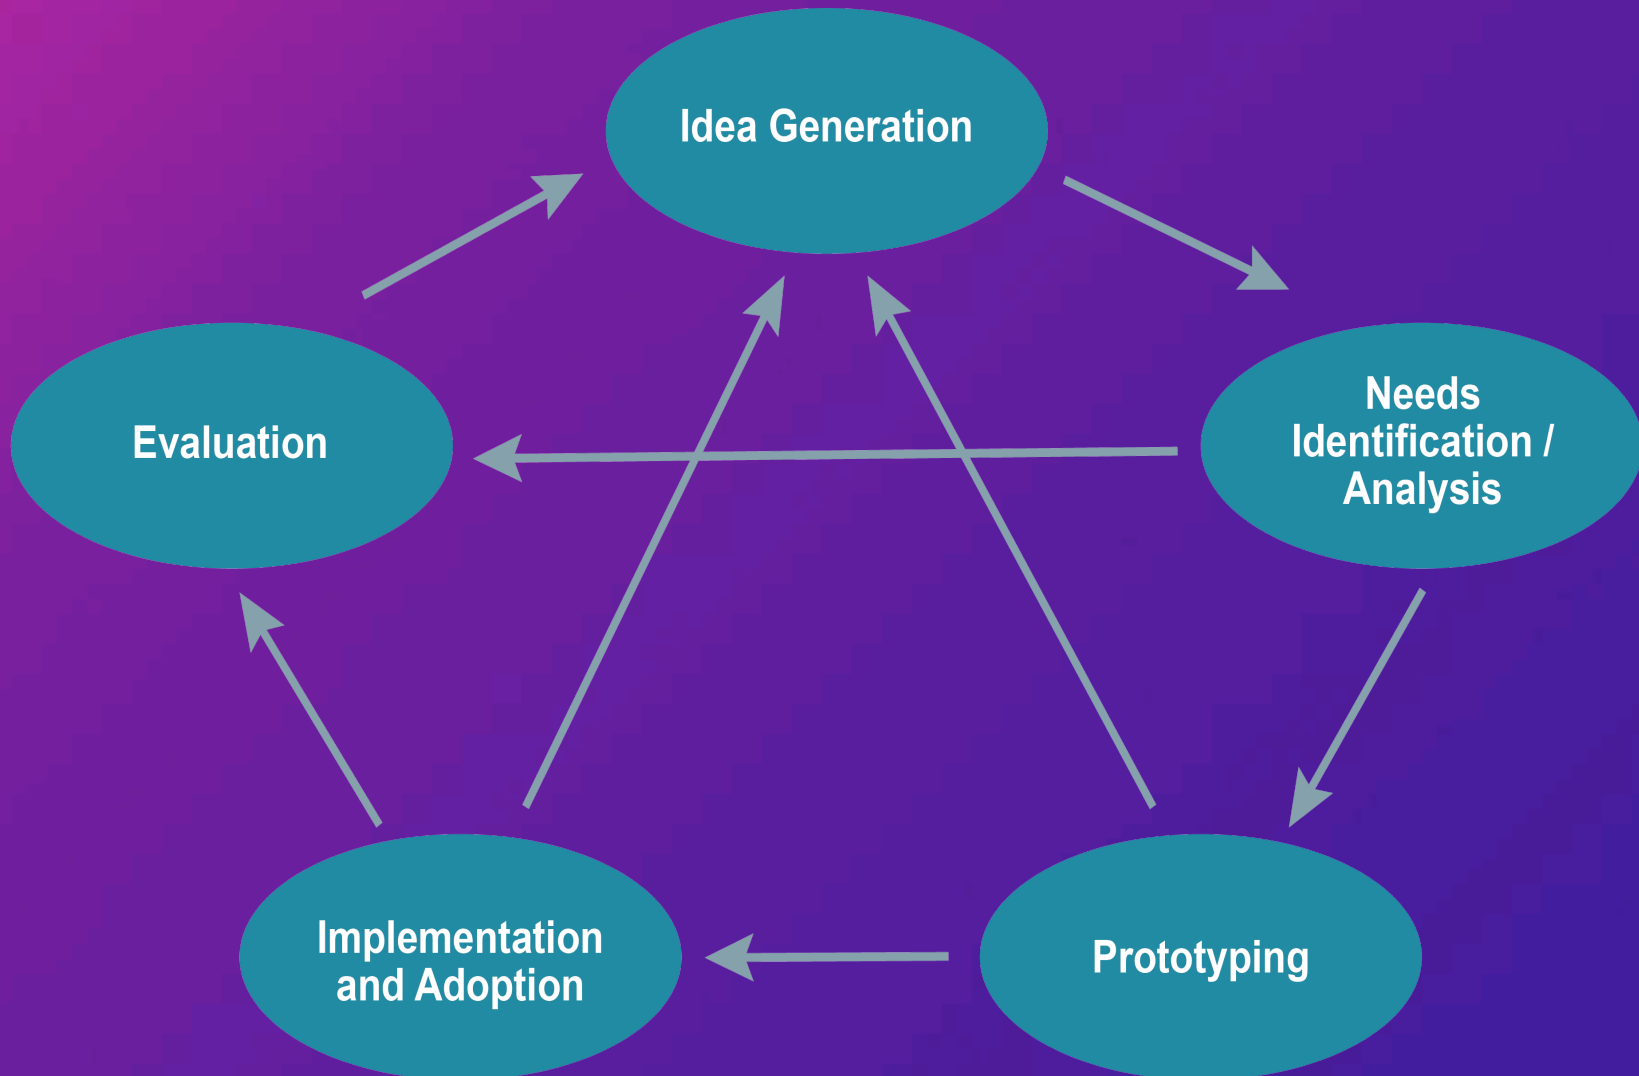 Idea Generation
Needs
Identification /
Analysis
Evaluation
Implementation
and Adoption
Prototyping